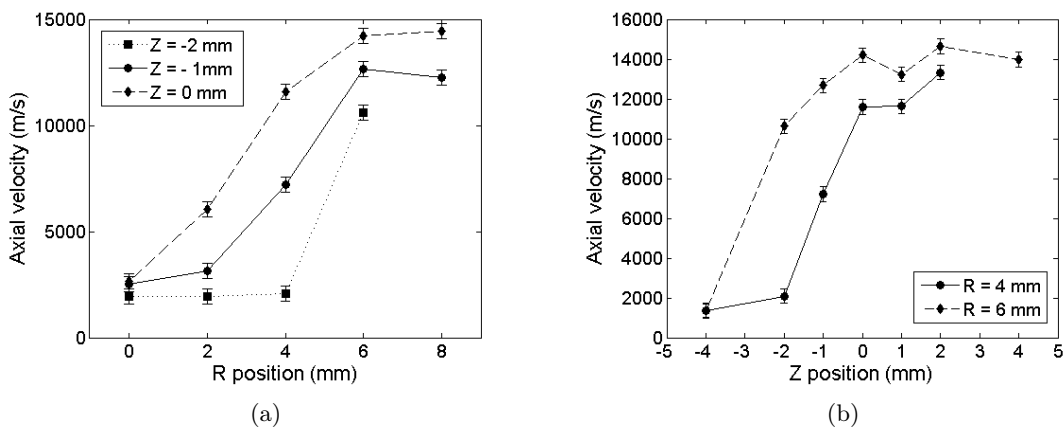 15000
10000
5000
0
Axial velocity (m/s)
Z = -2 mm
Z = - 1mm
Z = 0 mm
0 2 4 6 8
R position (mm)
(a)
16000
14000
12000
10000
8000
6000
4000
2000
0
Axial velocity (m/s)
R = 4 mm
R = 6 mm
-5 -4 -3 -2 -1 0 1 2 3 4 5
Z position (mm)
(b)